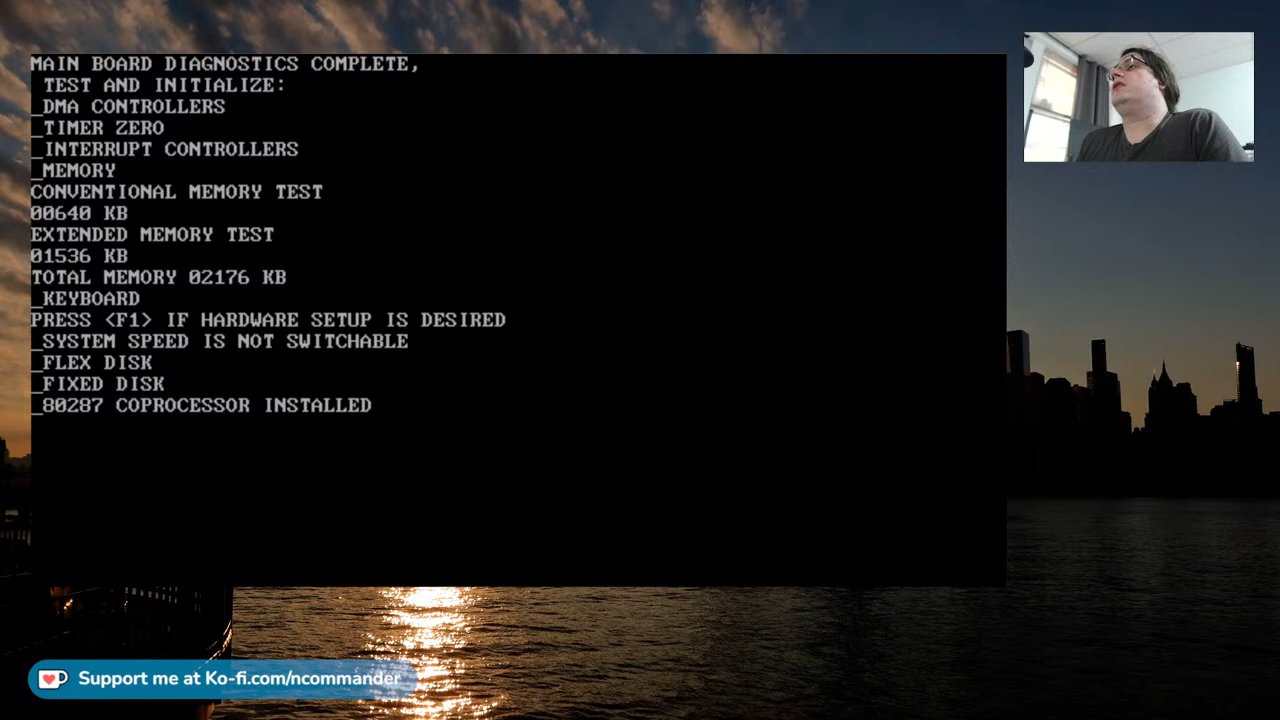 MAIN BOARD DIAGNOSTICS COMPLETE,
TEST AND INITIALIZE:
_DMA CONTROLLERS
_TIMER ZERO
_INTERRUPT CONTROLLERS
_MEMORY
CONVENTIONAL MEMORY TEST
00640 KB
EXTENDED MEMORY TEST
01536 KB
TOTAL MEMORY 02176 KB
_KEYBOARD
PRESS <F1> IF HARDWARE SETUP IS DESIRED
_SYSTEM SPEED IS NOT SWITCHABLE
_FLEX DISK
_FIXED DISK
_80287 COPROCESSOR INSTALLED
Support me at Ko-fi.com/ncommander